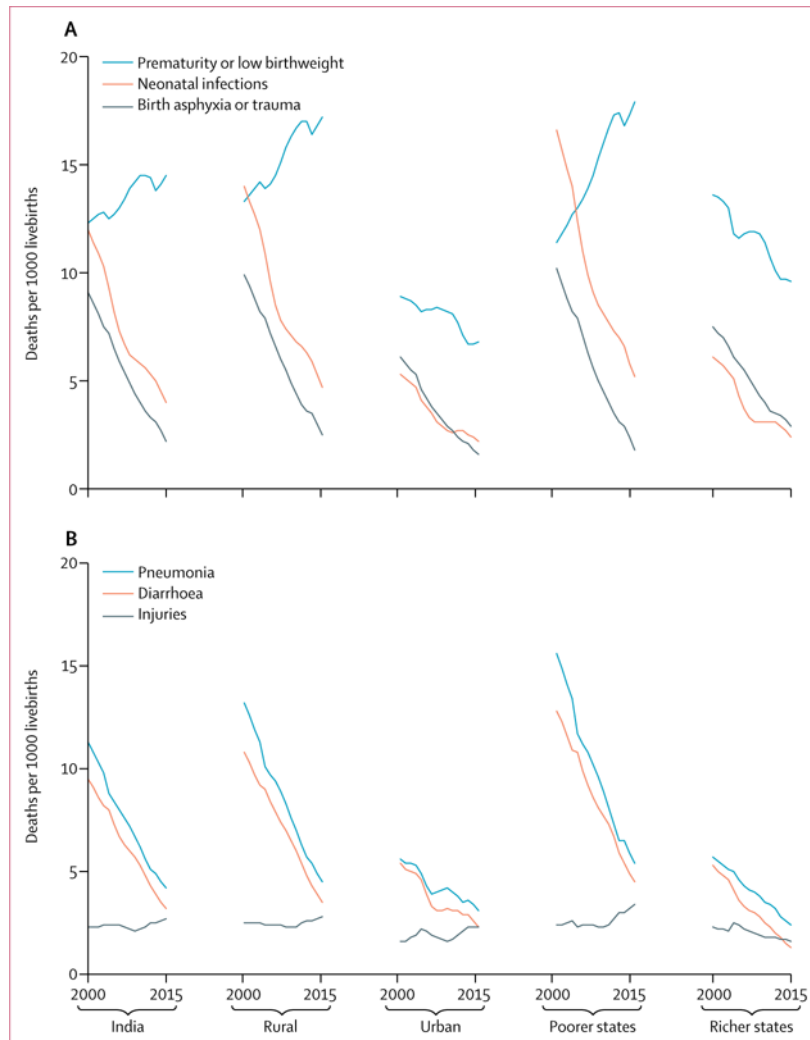 A
20
Prematurity or low birthweight
Neonatal infections
Birth asphyxia or trauma
15
10
5
0
Deaths per 1000 livebirths
B
20
Pneumonia
Diarrhoea
Injuries
15
10
5
0
Deaths per 1000 livebirths
2000 2015 2000 2015 2000 2015 2000 2015 2000 2015
India Rural Urban Poorer states Richer states